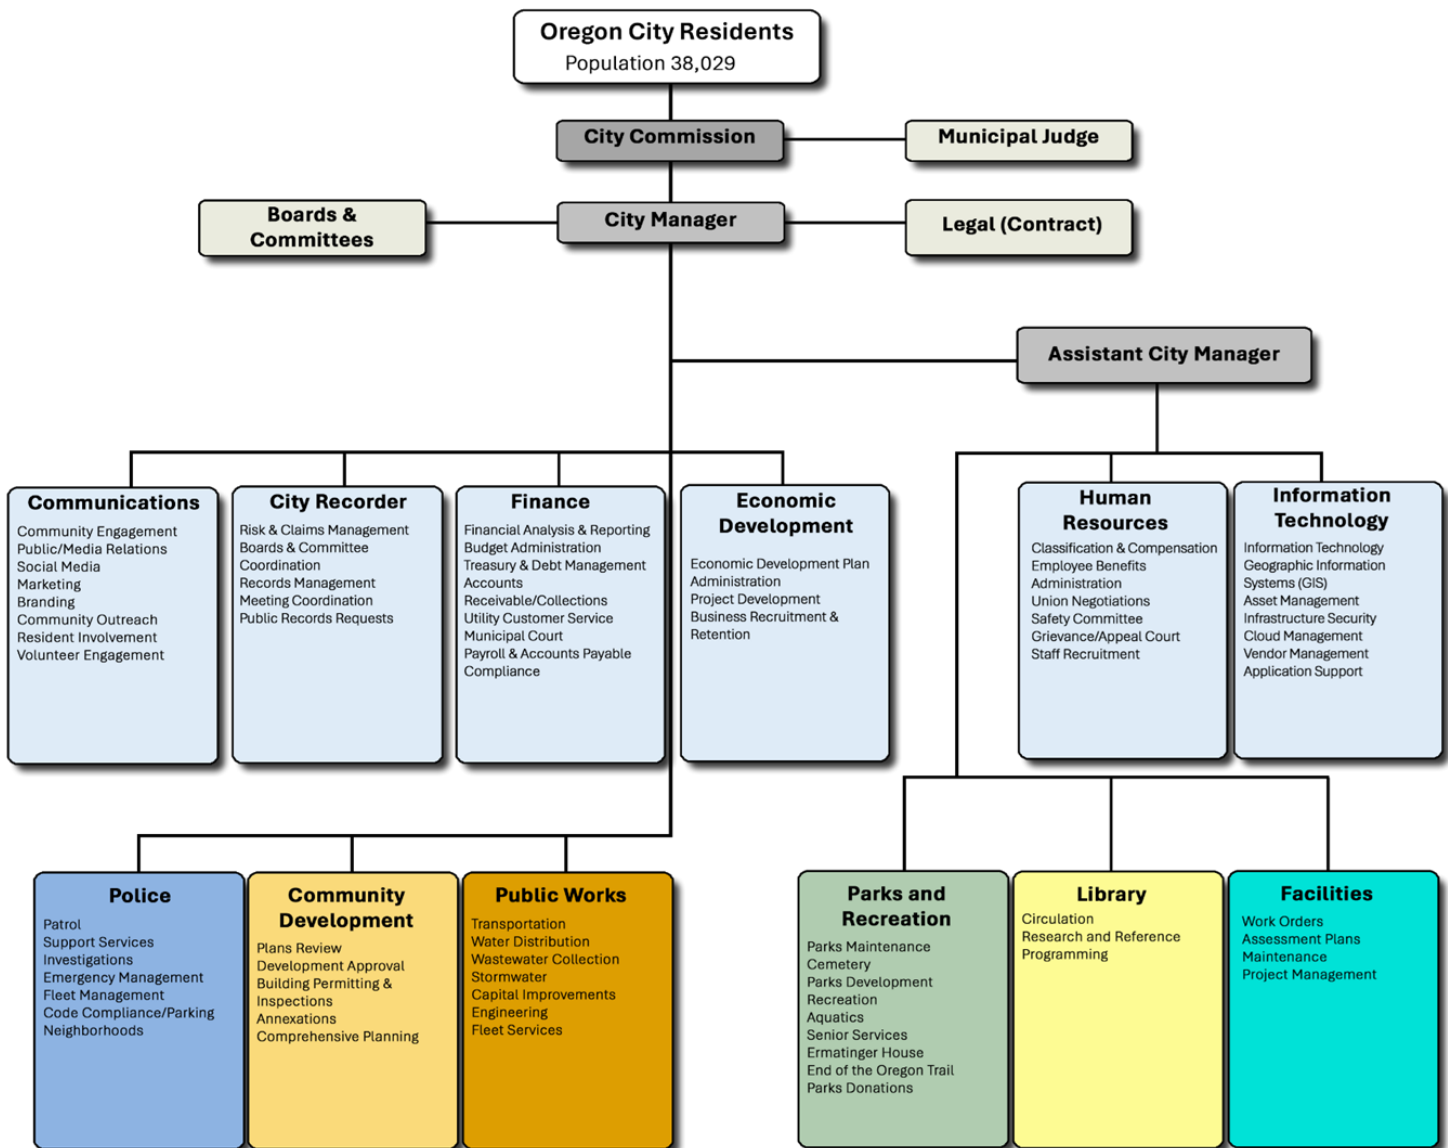 Oregon City Residents
Population 38,029
City Commission
Municipal Judge
Boards &
Committees
City Manager
Legal (Contract)
Assistant City Manager
Communications
Community Engagement
Public/Media Relations
Social Media
Marketing
Branding
Community Outreach
Resident Involvement
Volunteer Engagement
City Recorder
Risk & Claims Management
Boards & Committee
Coordination
Records Management
Meeting Coordination
Public Records Requests
Finance
Financial Analysis & Reporting
Budget Administration
Treasury & Debt Management
Accounts
Receivable/Collections
Utility Customer Service
Municipal Court
Payroll & Accounts Payable
Compliance
Economic
Development
Economic Development Plan
Administration
Project Development
Business Recruitment &
Retention
Human
Resources
Classification & Compensation
Employee Benefits
Administration
Union Negotiations
Safety Committee
Grievance/Appeal Court
Staff Recruitment
Information
Technology
Information Technology
Geographic Information
Systems (GIS)
Asset Management
Infrastructure Security
Cloud Management
Vendor Management
Application Support
Police
Patrol
Support Services
Investigations
Emergency Management
Fleet Management
Code Compliance/Parking
Neighborhoods
Community
Development
Plans Review
Development Approval
Building Permitting &
Inspections
Annexations
Comprehensive Planning
Public Works
Transportation
Water Distribution
Wastewater Collection
Stormwater
Capital Improvements
Engineering
Fleet Services
Parks and
Recreation
Parks Maintenance
Cemetery
Parks Development
Recreation
Aquatics
Senior Services
Ermatinger House
End of the Oregon Trail
Parks Donations
Library
Circulation
Research and Reference
Programming
Facilities
Work Orders
Assessment Plans
Maintenance
Project Management